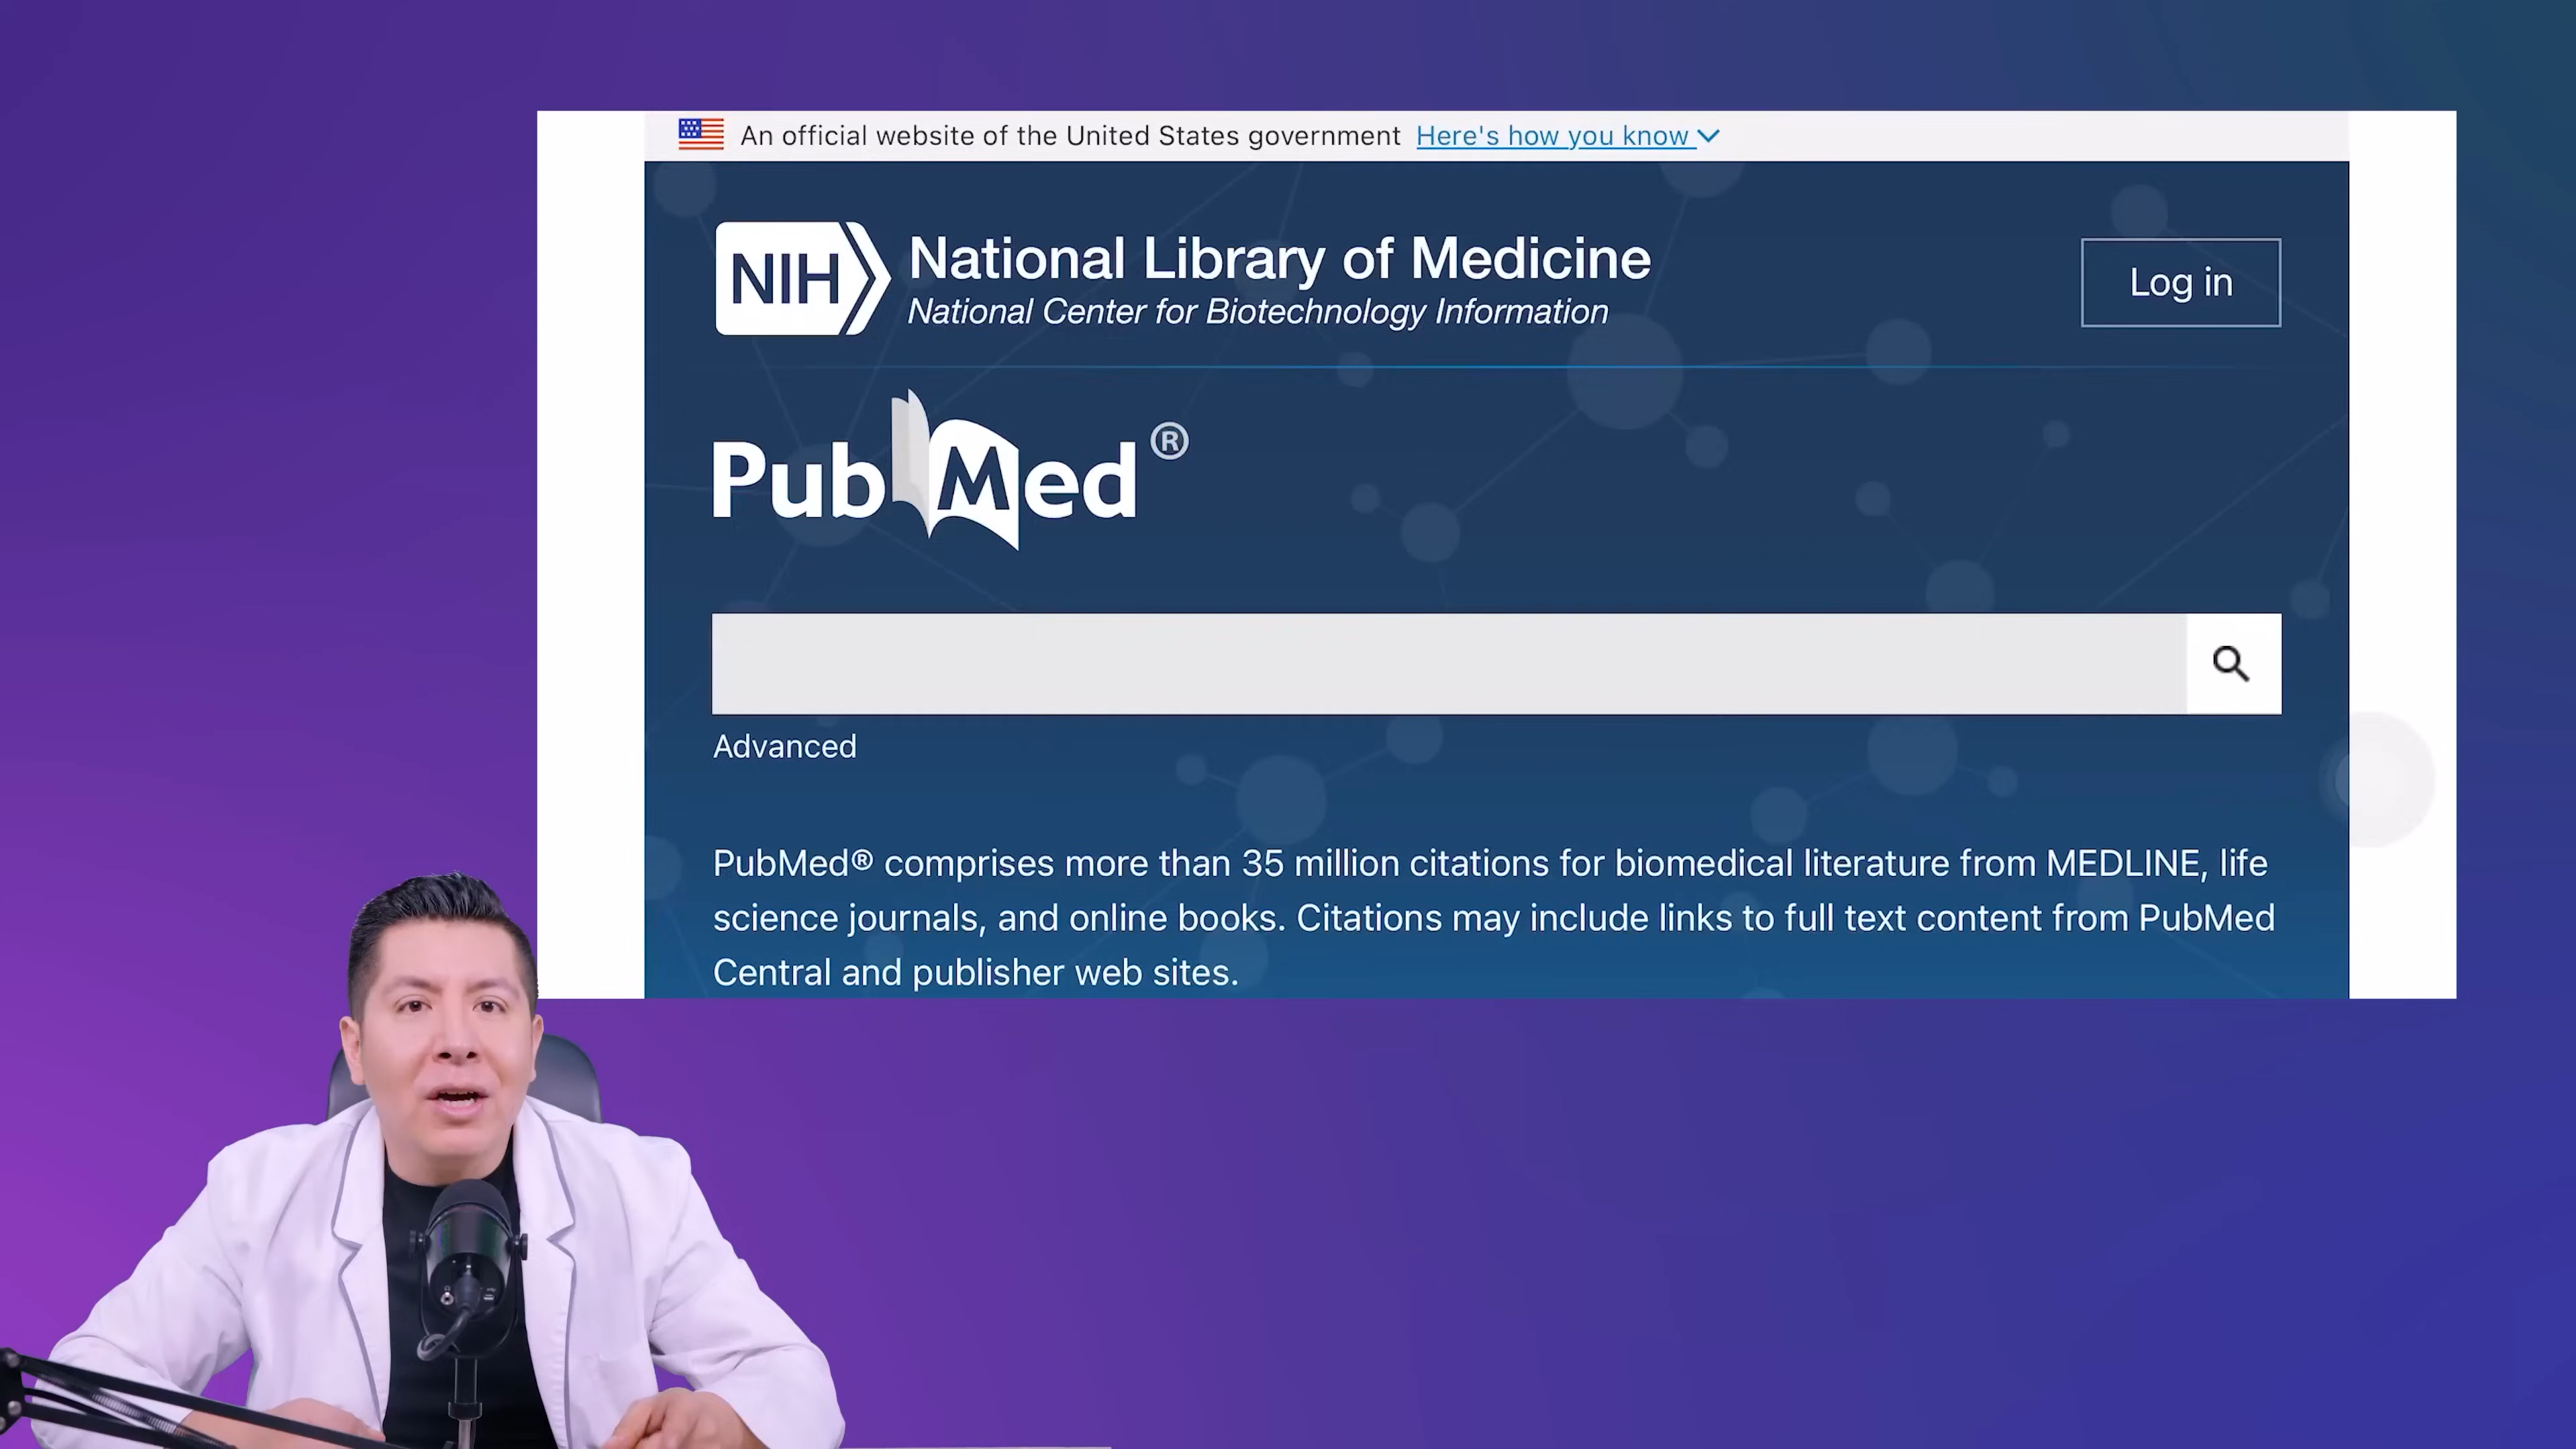 An official website of the United States government Here's how you know
NIH National Library of Medicine
National Center for Biotechnology Information
Log in
PubMed®
Advanced
PubMed® comprises more than 35 million citations for biomedical literature from MEDLINE, life
science journals, and online books. Citations may include links to full text content from PubMed
Central and publisher web sites.